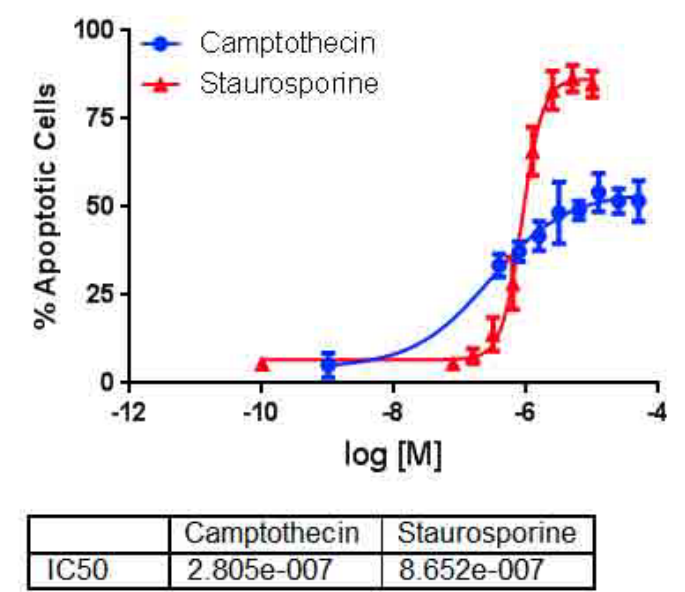 100
Camptothecin
Staurosporine
75
50
25
0
% Apoptotic Cells
-12 -10 -8 -6 -4
log [M]
Camptothecin Staurosporine
IC50 2.805e-007 8.652e-007